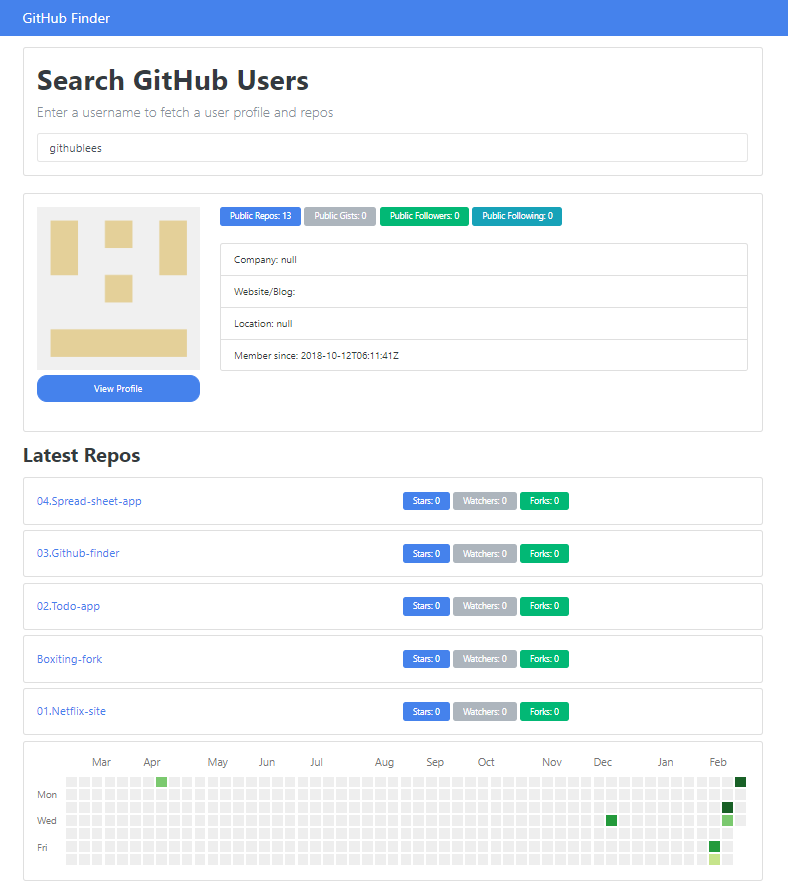 GitHub Finder
Search GitHub Users
Enter a username to fetch a user profile and repos
githublees
Public Repos: 13 Public Gists: 0 Public Followers: 0 Public Following: 0
Company: null
Website/Blog:
Location: null
Member since: 2018-10-12T06:11:41Z
View Profile
Latest Repos
04.Spread-sheet-app Stars: 0 Watchers: 0 Forks: 0
03.Github-finder Stars: 0 Watchers: 0 Forks: 0
02.Todo-app Stars: 0 Watchers: 0 Forks: 0
Boxiting-fork Stars: 0 Watchers: 0 Forks: 0
01.Netflix-site Stars: 0 Watchers: 0 Forks: 0
Mar Apr May Jun Jul Aug Sep Oct Nov Dec Jan Feb
Mon
Wed
Fri